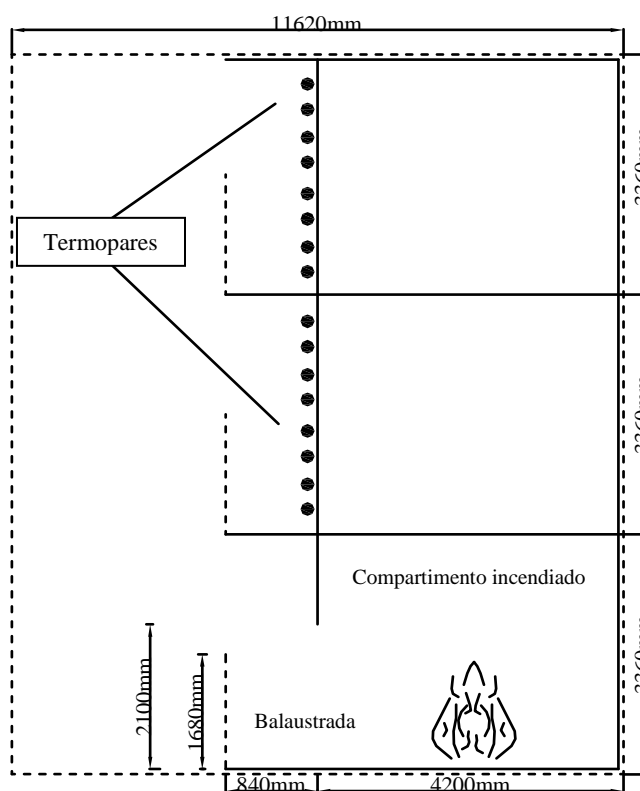 11620mm
Termopares
Compartimento incendiado
2100mm
1680mm
Balaustrada
840mm
4200mm